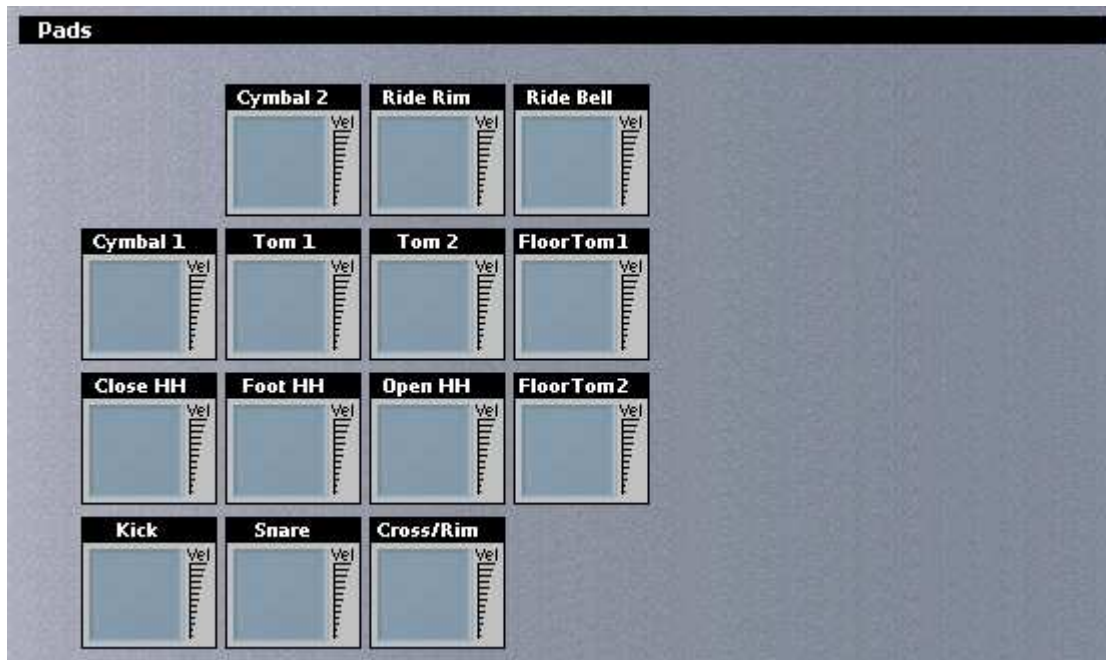 Pads
Cymbal 2 Ride Rim Ride Bell
Vel Vel Vel
Cymbal 1 Tom 1 Tom 2 FloorTom1
Vel Vel Vel Vel
Close HH Foot HH Open HH FloorTom2
Vel Vel Vel Vel
Kick Snare Cross/Rim
Vel Vel Vel